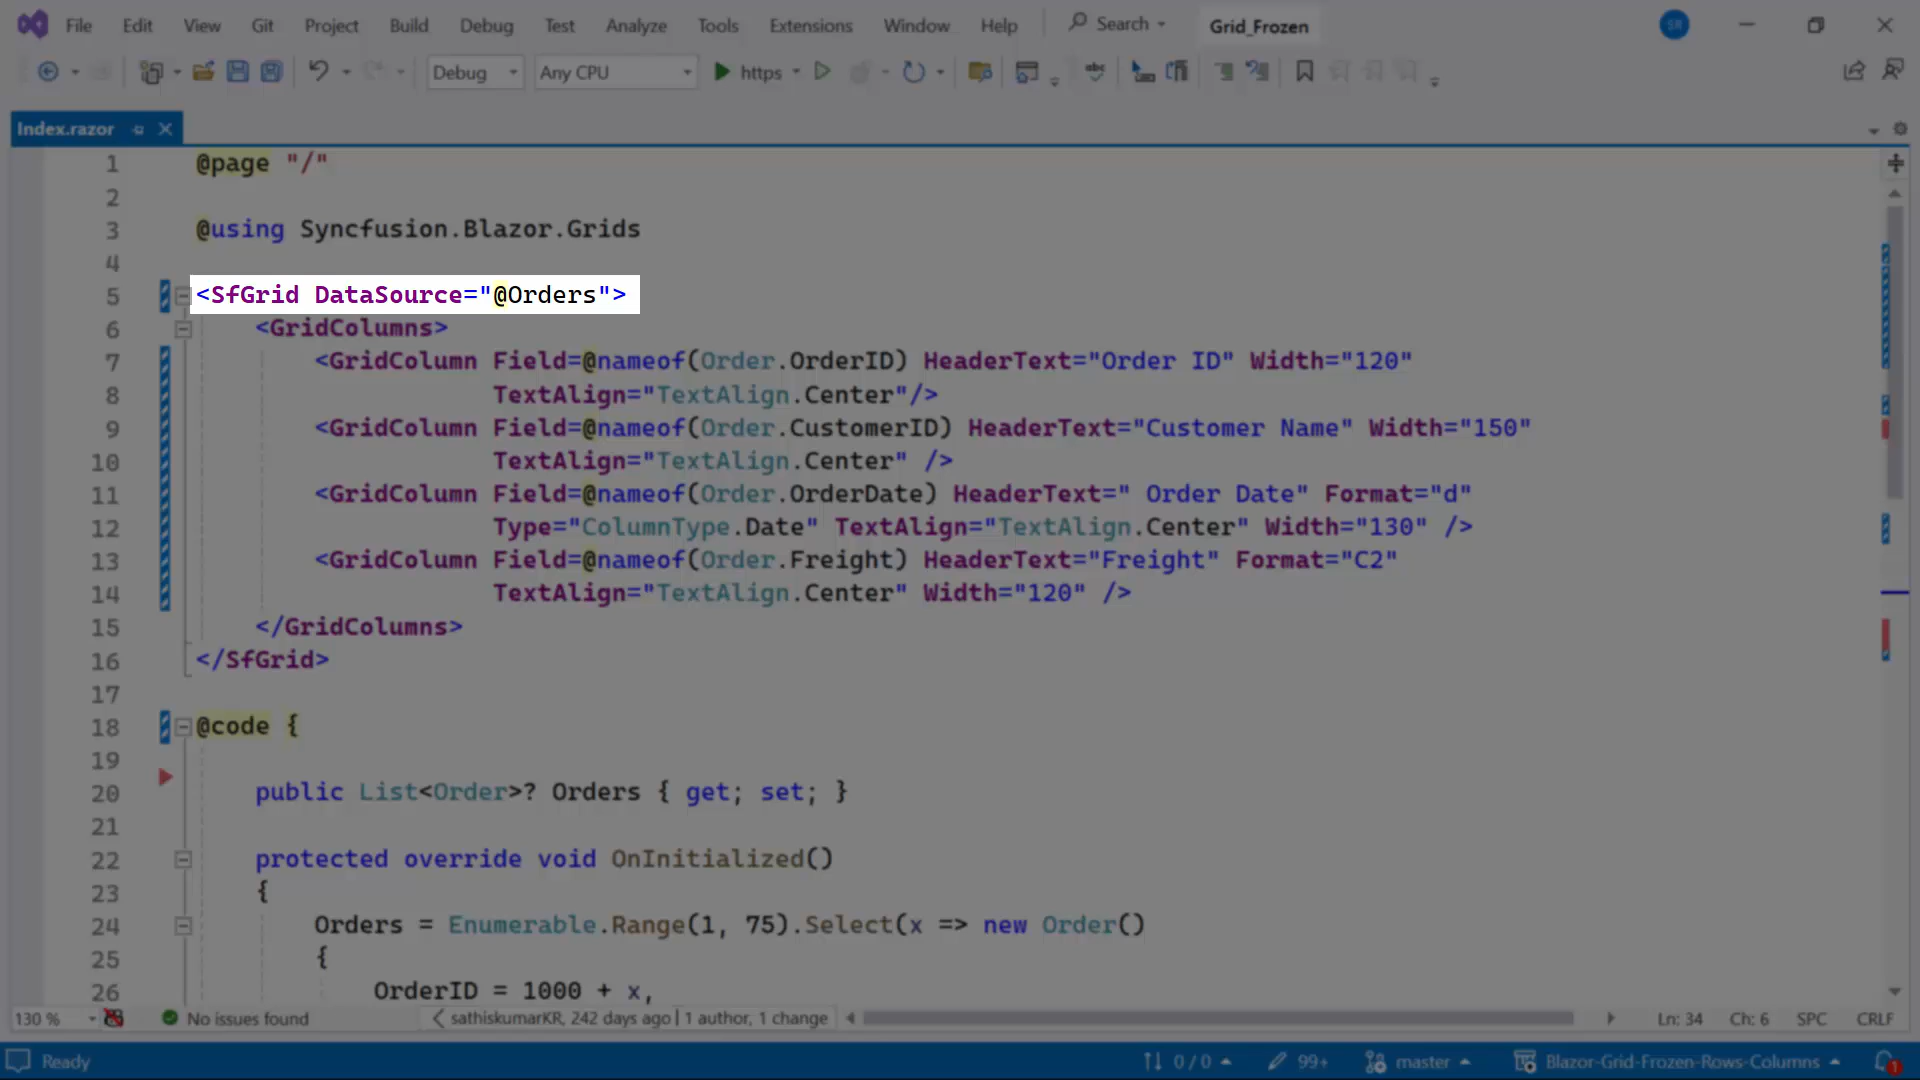 File Edit View Git Project Build Debug Test Analyze Tools Extensions Window Help Search Grid_Frozen SR
Debug Any CPU https abc
Index.razor
1 @page "/"
2
3 @using Syncfusion.Blazor.Grids
4
5 <SfGrid DataSource="@Orders">
6 <GridColumns>
7 <GridColumn Field=@nameof(Order.OrderID) HeaderText="Order ID" Width="120"
8 TextAlign="TextAlign.Center"/>
9 <GridColumn Field=@nameof(Order.CustomerID) HeaderText="Customer Name" Width="150"
10 TextAlign="TextAlign.Center" />
11 <GridColumn Field=@nameof(Order.OrderDate) HeaderText=" Order Date" Format="d"
12 Type="ColumnType.Date" TextAlign="TextAlign.Center" Width="130" />
13 <GridColumn Field=@nameof(Order.Freight) HeaderText="Freight" Format="C2"
14 TextAlign="TextAlign.Center" Width="120" />
15 </GridColumns>
16 </SfGrid>
17
18 @code {
19
20 public List<Order>? Orders { get; set; }
21
22 protected override void OnInitialized()
23 {
24 Orders = Enumerable.Range(1, 75).Select(x => new Order()
25 {
26 OrderID = 1000 + x,
130 % No issues found sathiskumarKR, 242 days ago | 1 author, 1 change Ln: 34 Ch: 6 SPC CRLF
Ready 0 / 0 99+ master Blazor-Grid-Frozen-Rows-Columns 1